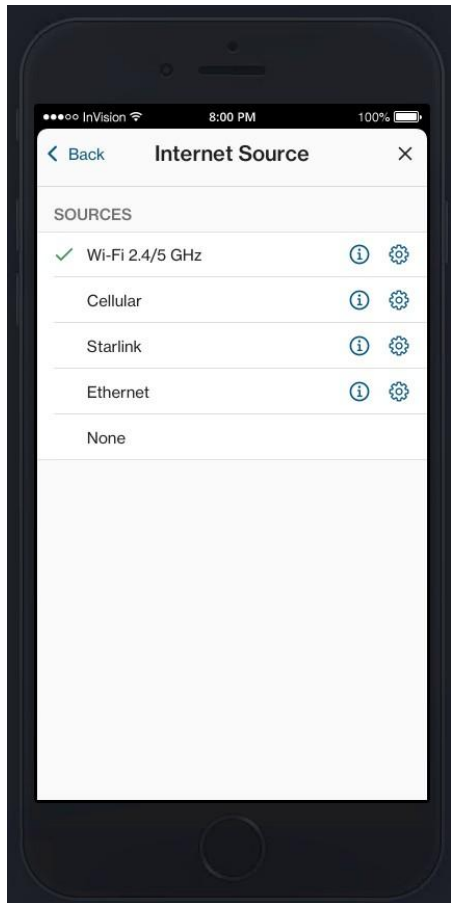 InVision 8:00 PM 100%
Back Internet Source
SOURCES
Wi-Fi 2.4/5 GHz
Cellular
Starlink
Ethernet
None